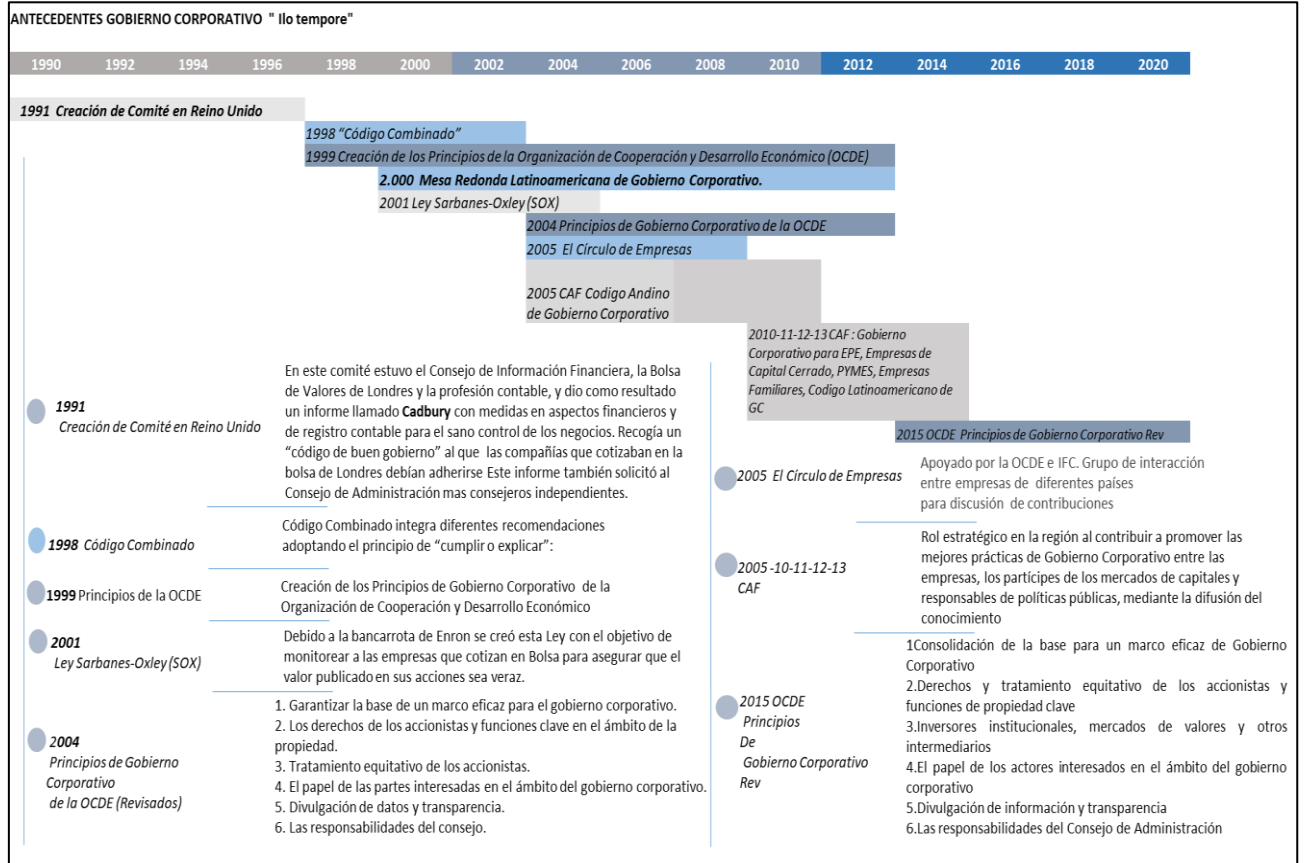 ANTECEDENTES GOBIERNO CORPORATIVO " Ilo tempore"
1990 1992 1994 1996 1998 2000 2002 2004 2006 2008 2010 2012 2014 2016 2018 2020
1991 Creación de Comité en Reino Unido
1998 “Código Combinado”
1999 Creación de los Principios de la Organización de Cooperación y Desarrollo Económico (OCDE)
2.000 Mesa Redonda Latinoamericana de Gobierno Corporativo.
2001 Ley Sarbanes-Oxley (SOX)
2004 Principios de Gobierno Corporativo de la OCDE
2005 El Círculo de Empresas
2005 CAF Codigo Andino
de Gobierno Corporativo
2010-11-12-13 CAF : Gobierno
Corporativo para EPE, Empresas de
Capital Cerrado, PYMES, Empresas
Familiares, Codigo Latinoamericano de
GC
2015 OCDE Principios de Gobierno Corporativo Rev
1991
Creación de Comité en Reino Unido
En este comité estuvo el Consejo de Información Financiera, la Bolsa
de Valores de Londres y la profesión contable, y dio como resultado
un informe llamado Cadbury con medidas en aspectos financieros y
de registro contable para el sano control de los negocios. Recogía un
“código de buen gobierno” al que las compañías que cotizaban en la
bolsa de Londres debían adherirse Este informe también solicitó al
Consejo de Administración mas consejeros independientes.
1998 Código Combinado
Código Combinado integra diferentes recomendaciones
adoptando el principio de “cumplir o explicar”:
1999 Principios de la OCDE
Creación de los Principios de Gobierno Corporativo de la
Organización de Cooperación y Desarrollo Económico
2001
Ley Sarbanes-Oxley (SOX)
Debido a la bancarrota de Enron se creó esta Ley con el objetivo de
monitorear a las empresas que cotizan en Bolsa para asegurar que el
valor publicado en sus acciones sea veraz.
2004
Principios de Gobierno
Corporativo
de la OCDE (Revisados)
1. Garantizar la base de un marco eficaz para el gobierno corporativo.
2. Los derechos de los accionistas y funciones clave en el ámbito de la
propiedad.
3. Tratamiento equitativo de los accionistas.
4. El papel de las partes interesadas en el ámbito del gobierno corporativo.
5. Divulgación de datos y transparencia.
6. Las responsabilidades del consejo.
2005 El Círculo de Empresas
Apoyado por la OCDE e IFC. Grupo de interacción
entre empresas de diferentes países
para discusión de contribuciones
2005 -10-11-12-13
CAF
Rol estratégico en la región al contribuir a promover las
mejores prácticas de Gobierno Corporativo entre las
empresas, los partícipes de los mercados de capitales y
responsables de políticas públicas, mediante la difusión del
conocimiento
2015 OCDE
Principios
De
Gobierno Corporativo
Rev
1Consolidación de la base para un marco eficaz de Gobierno
Corporativo
2.Derechos y tratamiento equitativo de los accionistas y
funciones de propiedad clave
3.Inversores institucionales, mercados de valores y otros
intermediarios
4.El papel de los actores interesados en el ámbito del gobierno
corporativo
5.Divulgación de información y transparencia
6.Las responsabilidades del Consejo de Administración